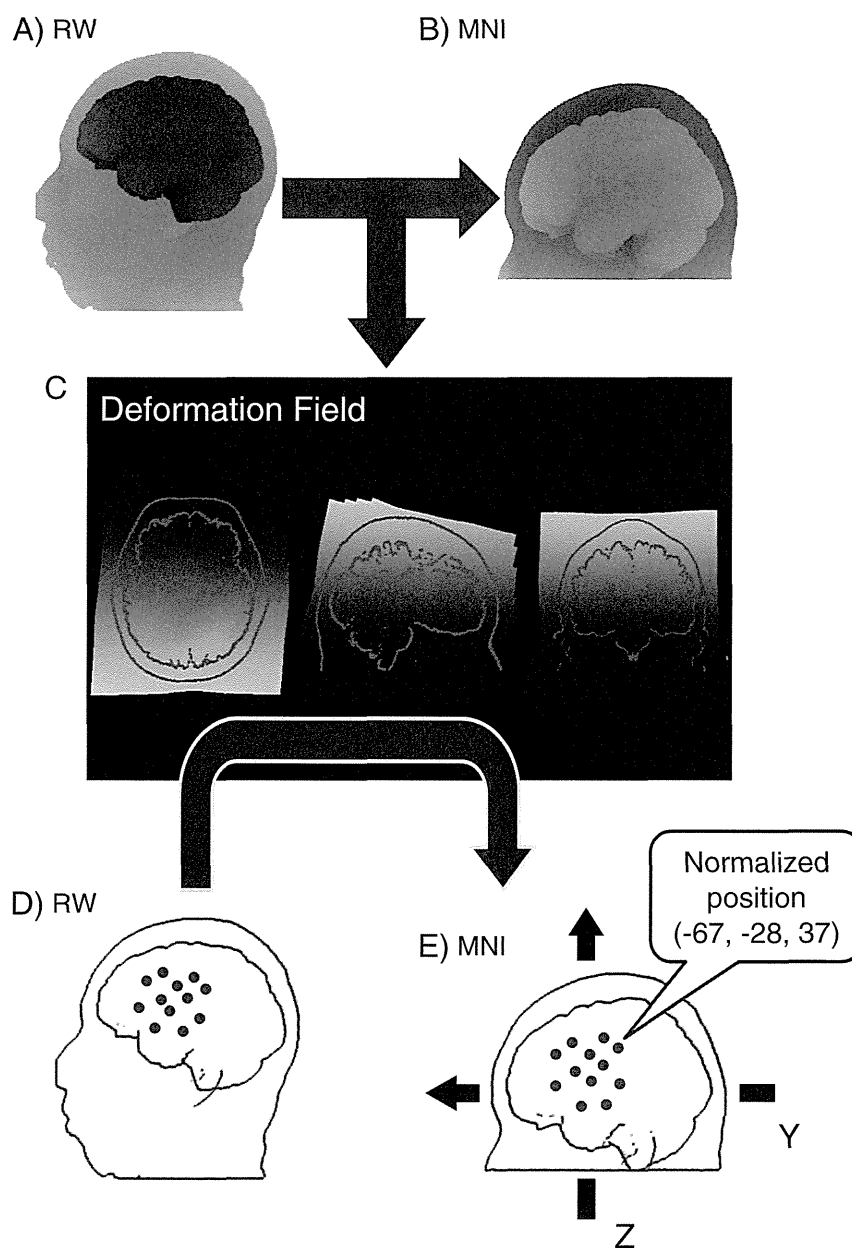 A) RW
B) MNI
C
Deformation Field
D) RW
E) MNI
Normalized
position
(-67, -28, 37)
Y
Z